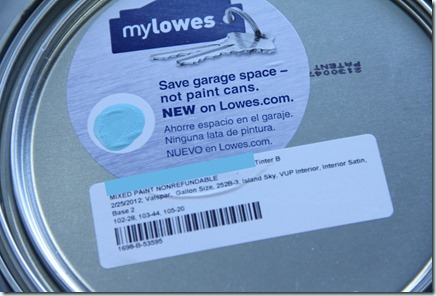 mylowes
Save garage space –
not paint cans.
NEW on Lowes.com.
Ahorre espacio en el garaje.
Ninguna lata de pintura.
NUEVO en Lowes.com.
Tinter B
MIXED PAINT NONREFUNDABLE
2/25/2012; Valspar, Gallon Size, 252B-3, Island Sky, VUP Interior, Interior Satin,
Base 2
102-28, 103-44, 105-20
1698-B-53595
PATENT